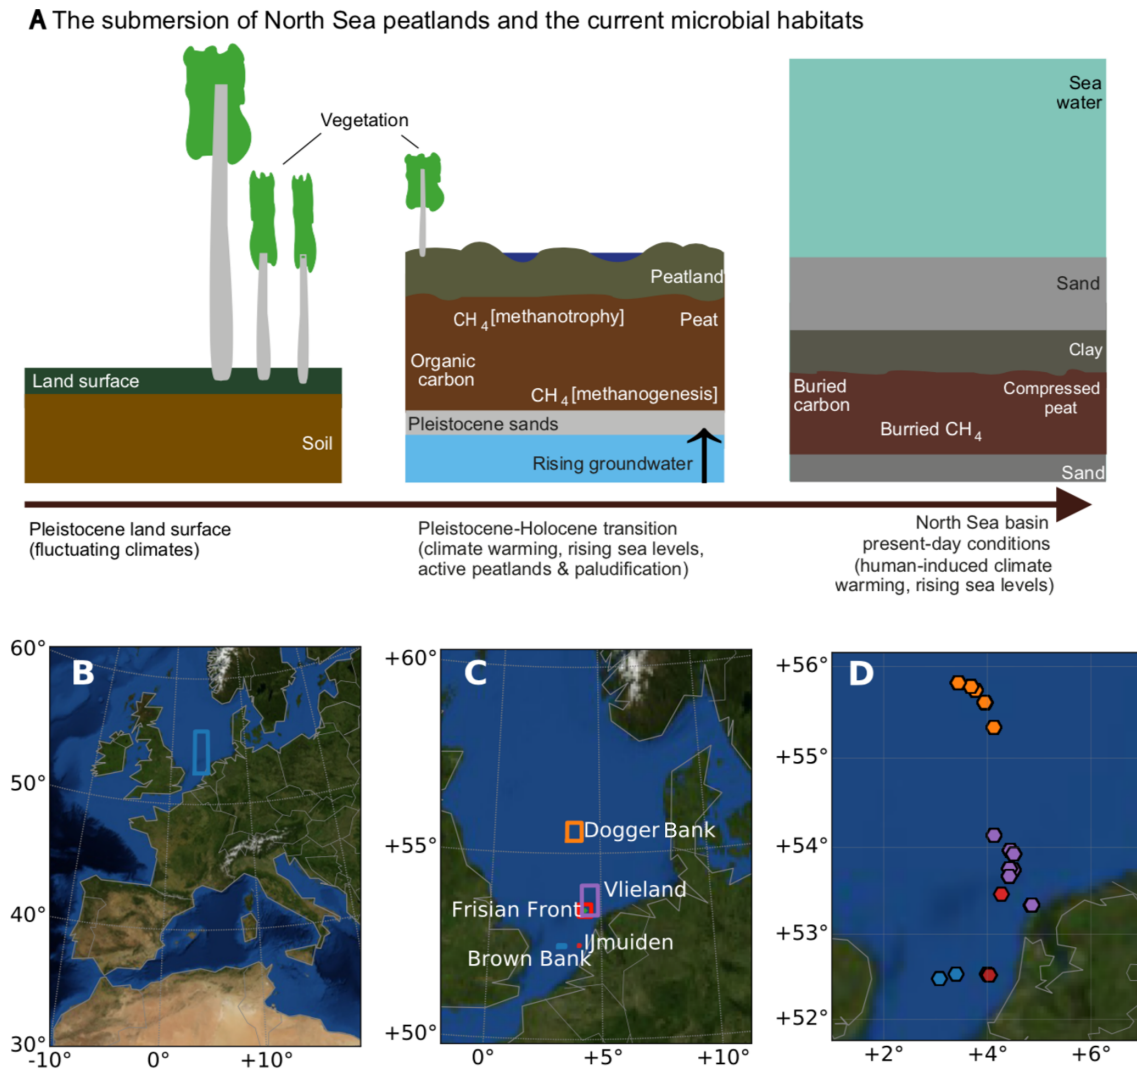 A The submersion of North Sea peatlands and the current microbial habitats
Vegetation
Land surface
Soil
Peatland
CH4 [methanotrophy]
Peat
Organic
carbon
CH4 [methanogenesis]
Pleistocene sands
Rising groundwater
Sea
water
Sand
Clay
Buried
carbon
Compressed
peat
Burried CH4
Sand
Pleistocene land surface
(fluctuating climates)
Pleistocene-Holocene transition
(climate warming, rising sea levels,
active peatlands & paludification)
North Sea basin
present-day conditions
(human-induced climate
warming, rising sea levels)
B
60°
50°
40°
30°
-10°
0°
+10°
C
+60°
+55°
+50°
Dogger Bank
Vlieland
Frisian Front
IJmuiden
Brown Bank
0°
+5°
+10°
D
+56°
+55°
+54°
+53°
+52°
+2°
+4°
+6°